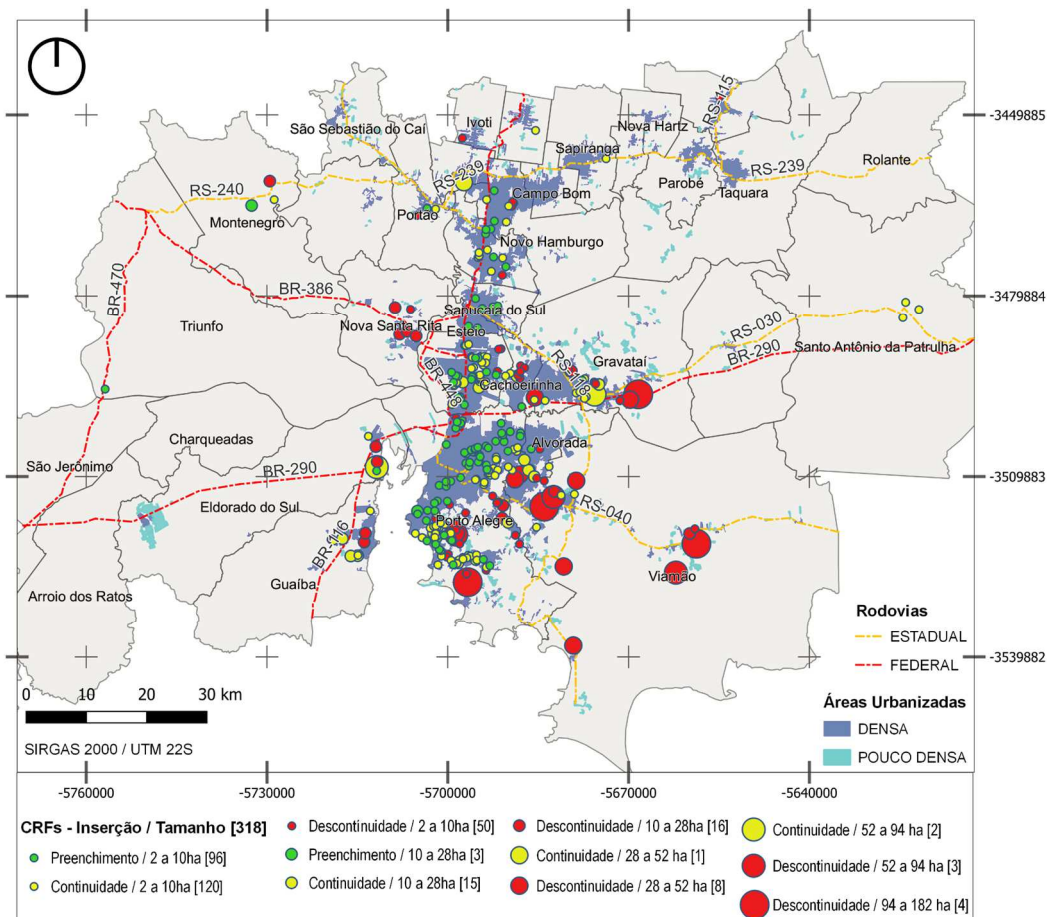 São Sebastião do Caí
Ivoti
Nova Hartz
RS-115
-3449885
Sapiranga
RS-239
Parobé
Taquara
RS-239
Rolante
RS-240
Montenegro
Portão
Campo Bom
Novo Hamburgo
BR-470
BR-386
-3479884
Triunfo
Nova Santa Rita
Sapucaia do Sul
Esteio
RS-030
Santo Antônio da Patrulha
BR-290
Gravataí
RS-118
BR-448
Cachoeirinha
Charqueadas
Alvorada
São Jerônimo
BR-290
-3509883
Eldorado do Sul
RS-040
Porto Alegre
BR-116
Viamão
Guaíba
Arroio dos Ratos
Rodovias
ESTADUAL
-3539882
FEDERAL
0 10 20 30 km
Áreas Urbanizadas
DENSA
SIRGAS 2000 / UTM 22S
POUCO DENSA
-5760000 -5730000 -5700000 -5670000 -5640000
CRFs - Inserção / Tamanho [318]
Preenchimento / 2 a 10ha [96]
Continuidade / 2 a 10ha [120]
Descontinuidade / 2 a 10ha [50]
Preenchimento / 10 a 28ha [3]
Continuidade / 10 a 28ha [15]
Descontinuidade / 10 a 28ha [16]
Continuidade / 28 a 52 ha [1]
Descontinuidade / 28 a 52 ha [8]
Continuidade / 52 a 94 ha [2]
Descontinuidade / 52 a 94 ha [3]
Descontinuidade / 94 a 182 ha [4]